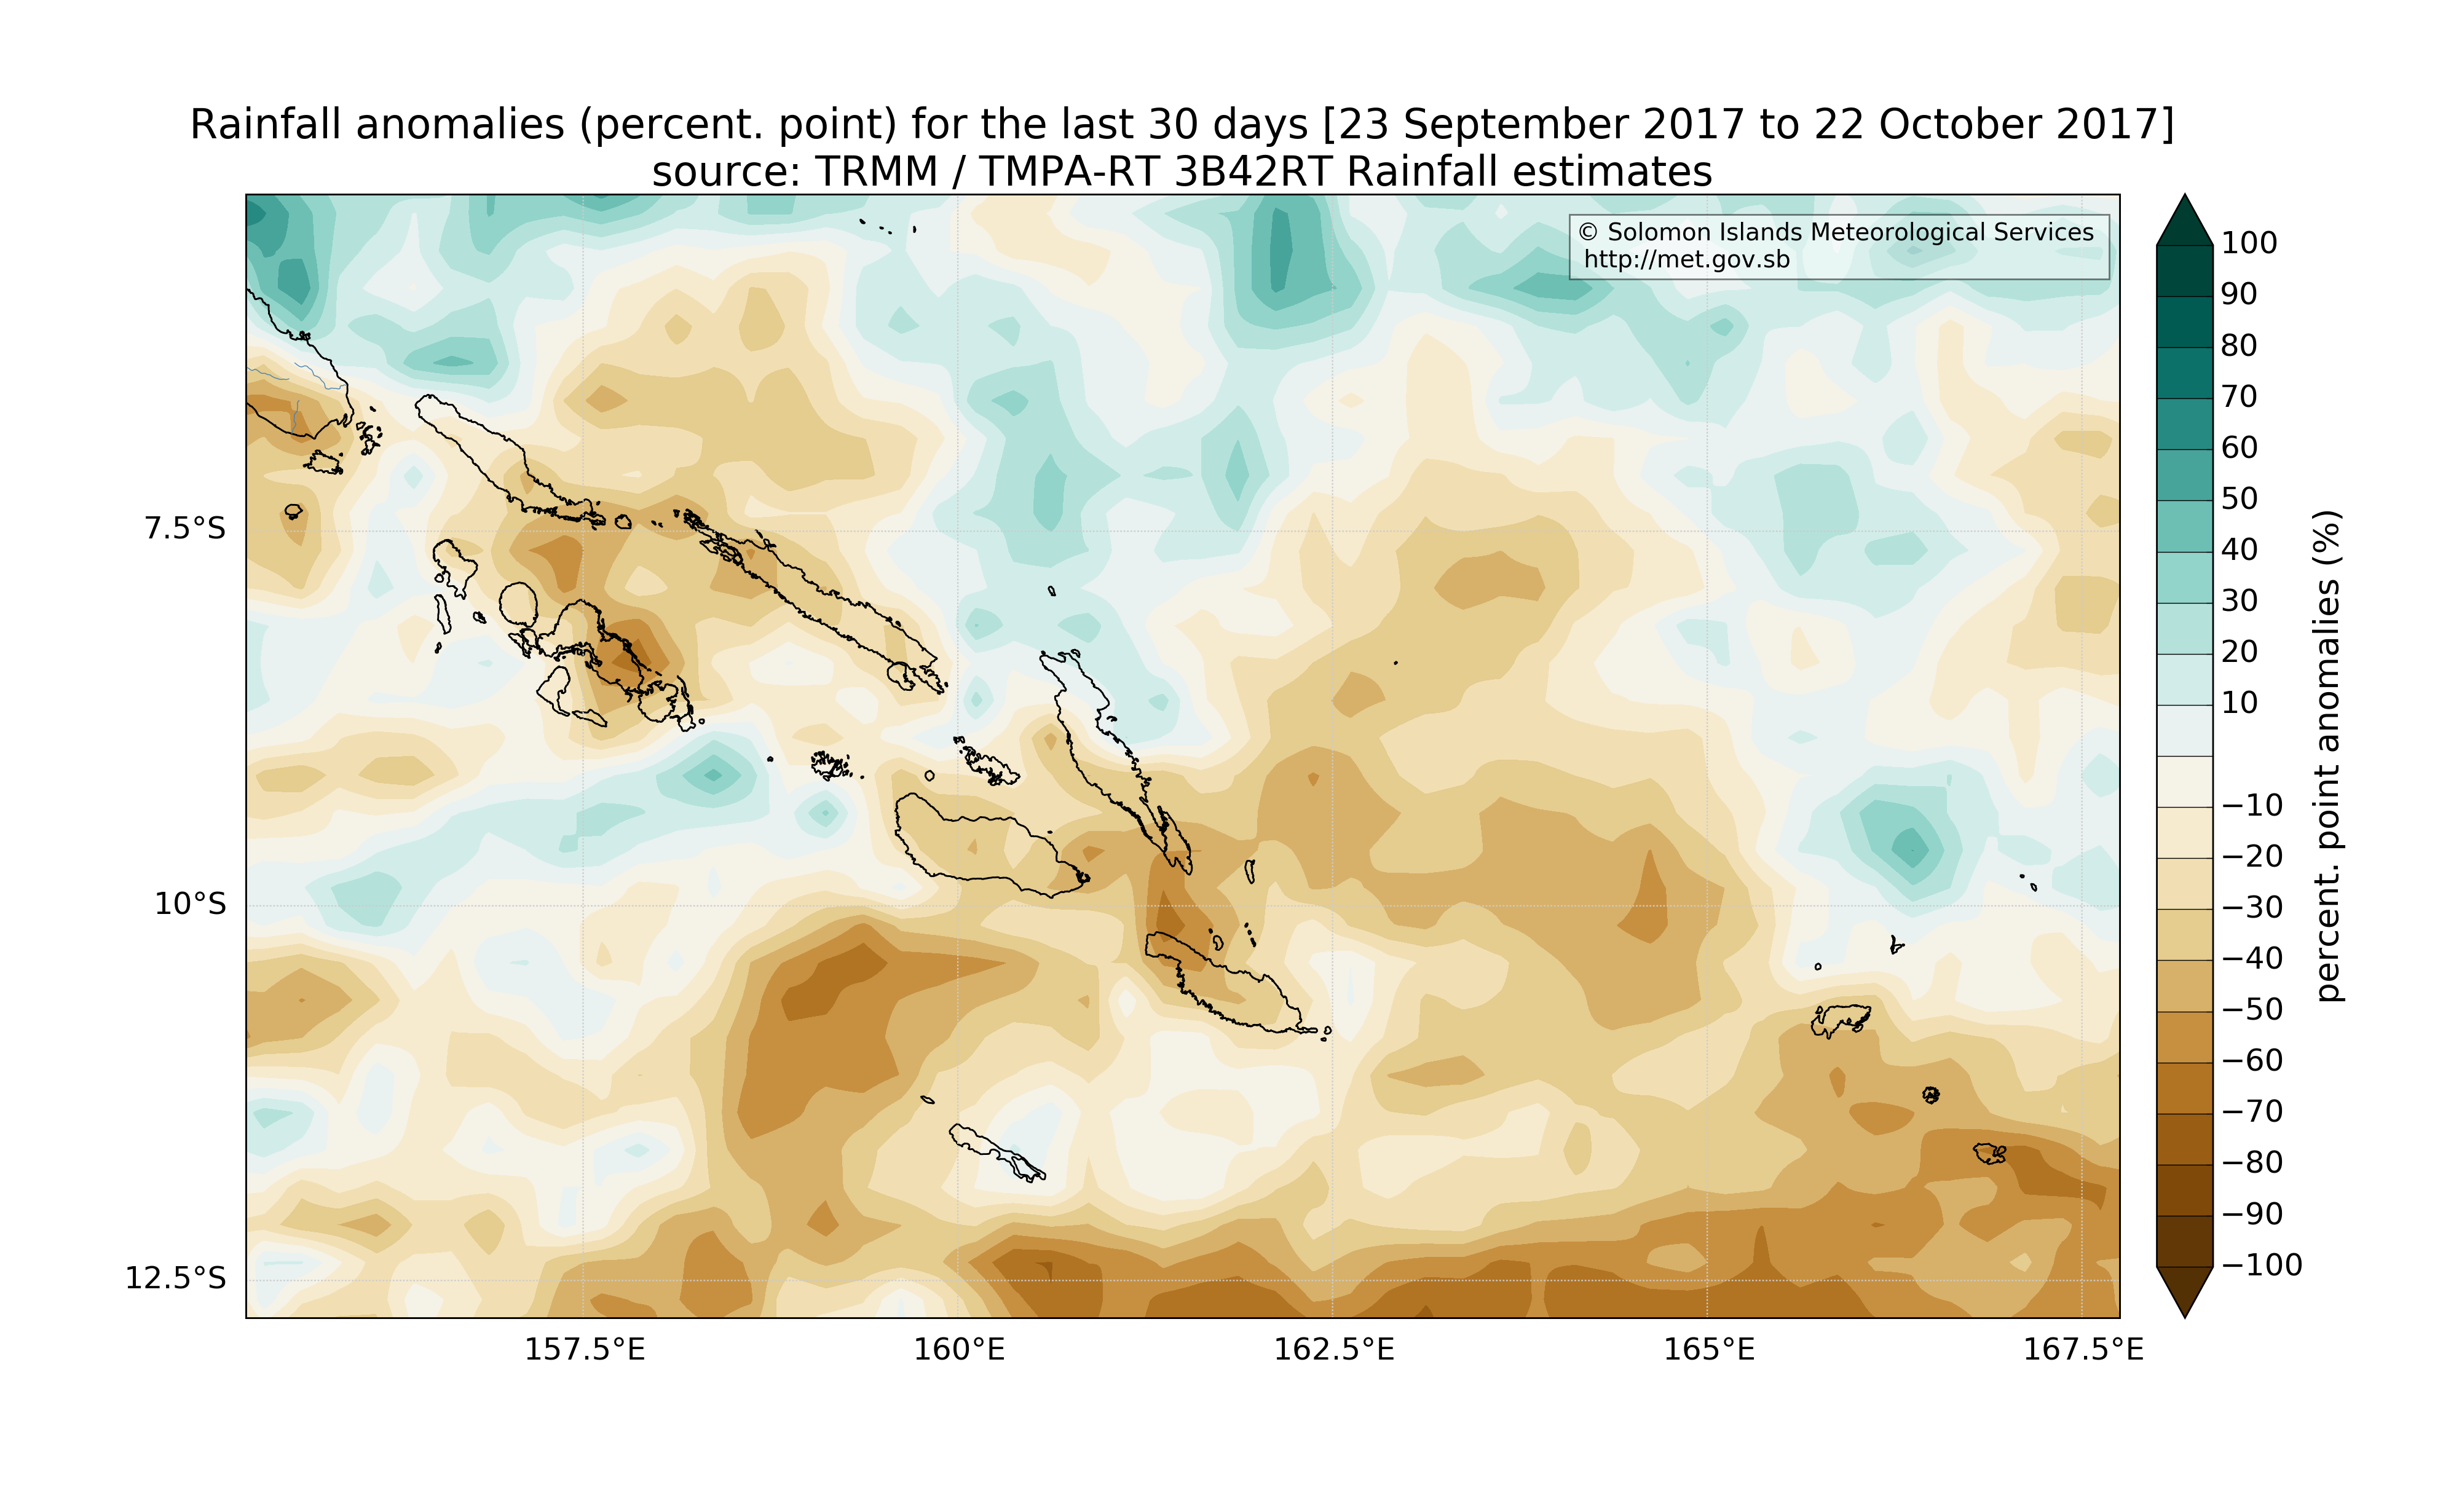 Rainfall anomalies (percent. point) for the last 30 days [23 September 2017 to 22 October 2017]
source: TRMM / TMPA-RT 3B42RT Rainfall estimates
© Solomon Islands Meteorological Services
http://met.gov.sb
7.5°S
10°S
12.5°S
157.5°E
160°E
162.5°E
165°E
167.5°E
100
90
80
70
60
50
40
30
20
10
−10
−20
−30
−40
−50
−60
−70
−80
−90
−100
percent. point anomalies (%)